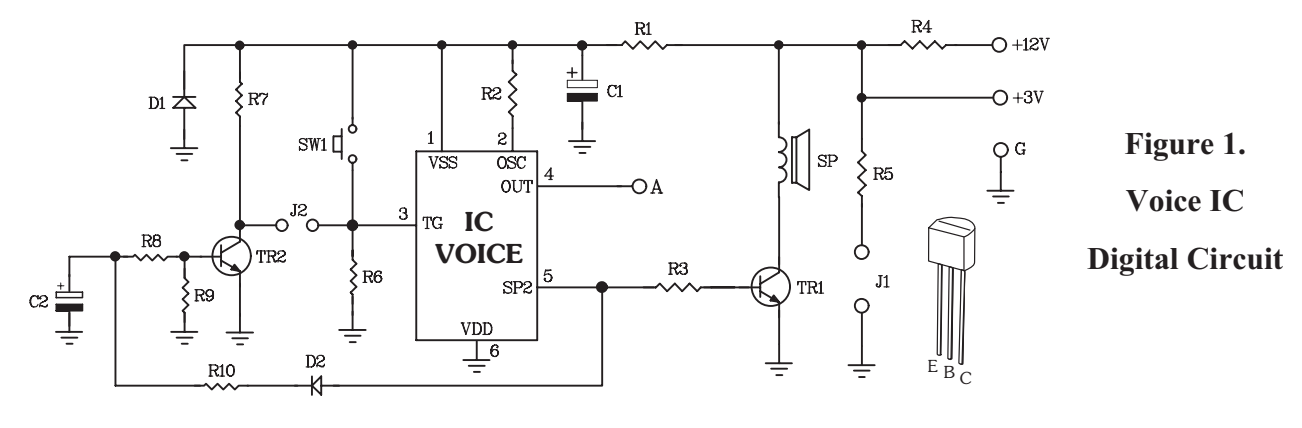 R1
R4
+12V
D1
R7
R2
+
C1
+3V
SW1
1
2
VSS
OSC
SP
G
Figure 1.
OUT
4
A
R5
Voice IC
J2
3
TG
IC
VOICE
R8
TR2
R6
Digital Circuit
+
C2
R9
SP2
5
R3
TR1
J1
VDD
6
R10
D2
E
B
C